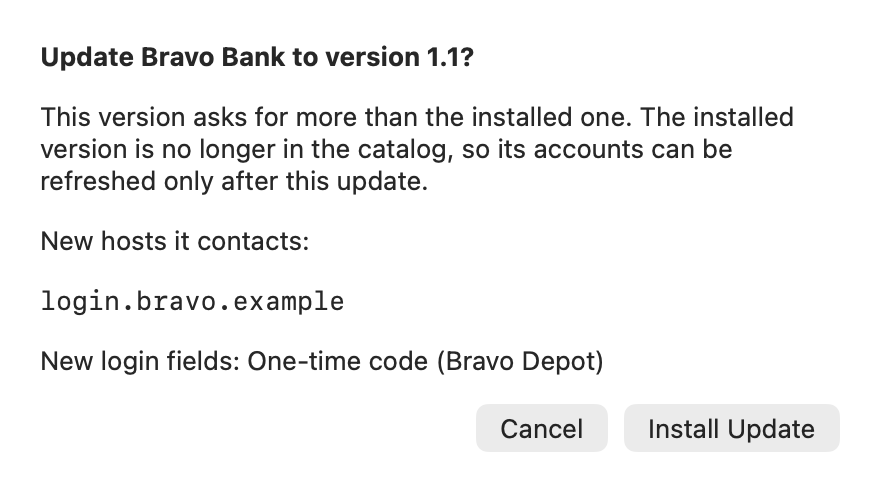 Update Bravo Bank to version 1.1?
This version asks for more than the installed one. The installed
version is no longer in the catalog, so its accounts can be
refreshed only after this update.
New hosts it contacts:
login.bravo.example
New login fields: One-time code (Bravo Depot)
Cancel
Install Update